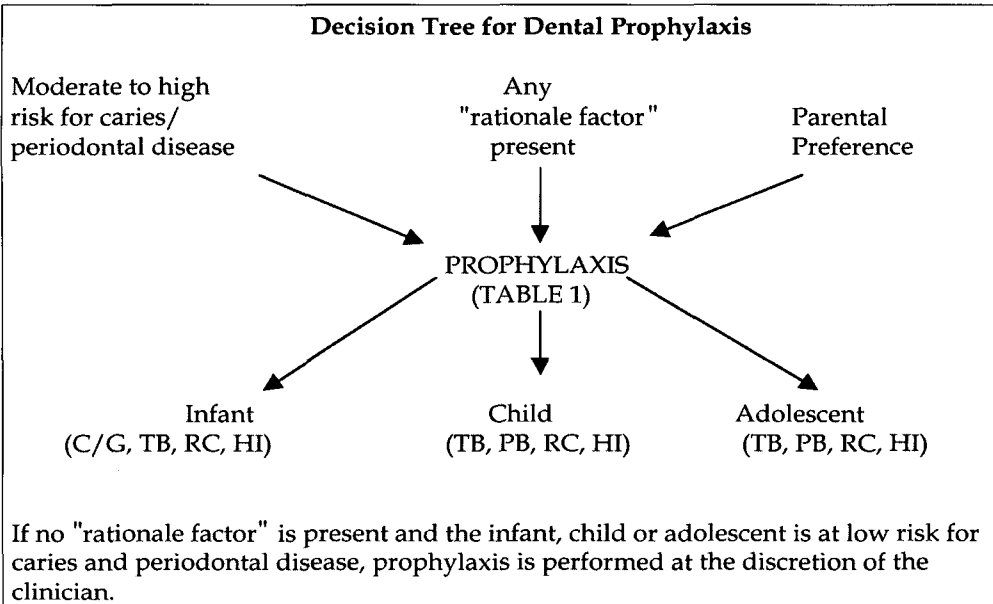 Decision Tree for Dental Prophylaxis
Moderate to high
risk for caries/
periodontal disease
Any
"rationale factor"
present
Parental
Preference
PROPHYLAXIS
(TABLE 1)
Infant
(C/G, TB, RC, HI)
Child
(TB, PB, RC, HI)
Adolescent
(TB, PB, RC, HI)
If no "rationale factor" is present and the infant, child or adolescent is at low risk for
caries and periodontal disease, prophylaxis is performed at the discretion of the
clinician.